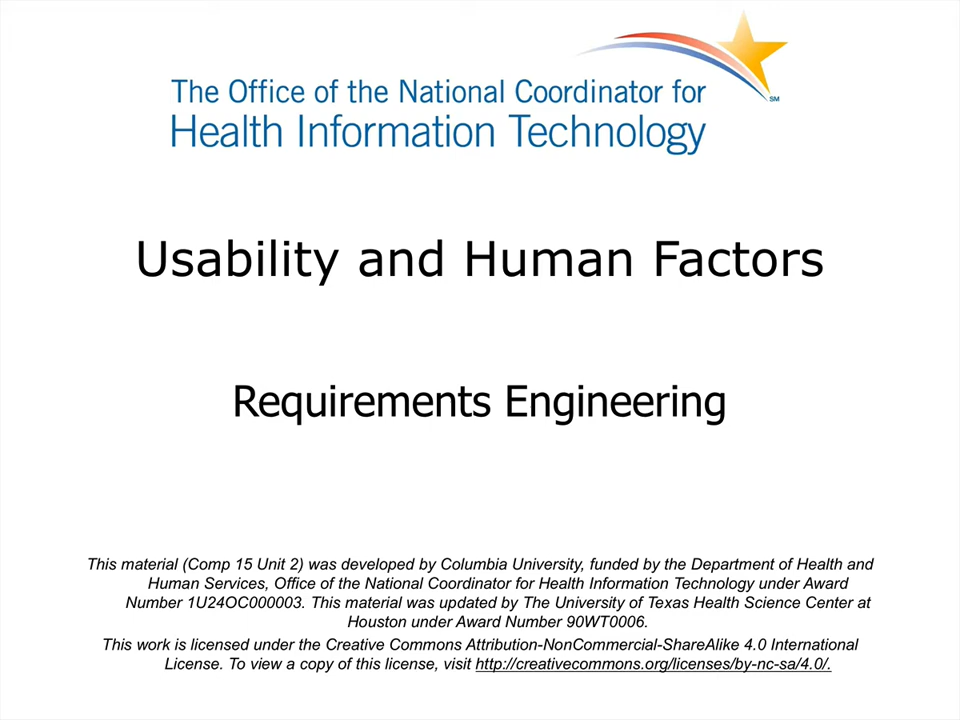 The Office of the National Coordinator for
Health Information Technology
SM
Usability and Human Factors
Requirements Engineering
This material (Comp 15 Unit 2) was developed by Columbia University, funded by the Department of Health and
Human Services, Office of the National Coordinator for Health Information Technology under Award
Number 1U24OC000003. This material was updated by The University of Texas Health Science Center at
Houston under Award Number 90WT0006.
This work is licensed under the Creative Commons Attribution-NonCommercial-ShareAlike 4.0 International
License. To view a copy of this license, visit http://creativecommons.org/licenses/by-nc-sa/4.0/.